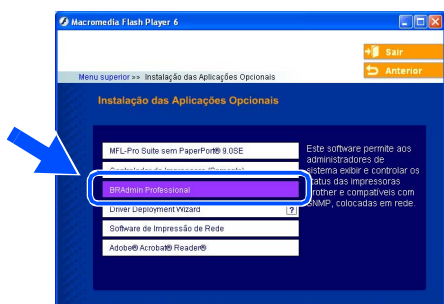 Macromedia Flash Player 6
Sair
Anterior
Menu superior >> Instalação das Aplicações Opcionais
Instalação das Aplicações Opcionais
MFL-Pro Suite sem PaperPort® 9.0SE
BRAdmin Professional
Driver Deployment Wizard ?
Software de Impressão de Rede
Adobe® Acrobat® Reader®
Este software permite aos
administradores de
sistema exibir e controlar os
status das impressoras
Brother e compatíveis com
SNMP, colocadas em rede.